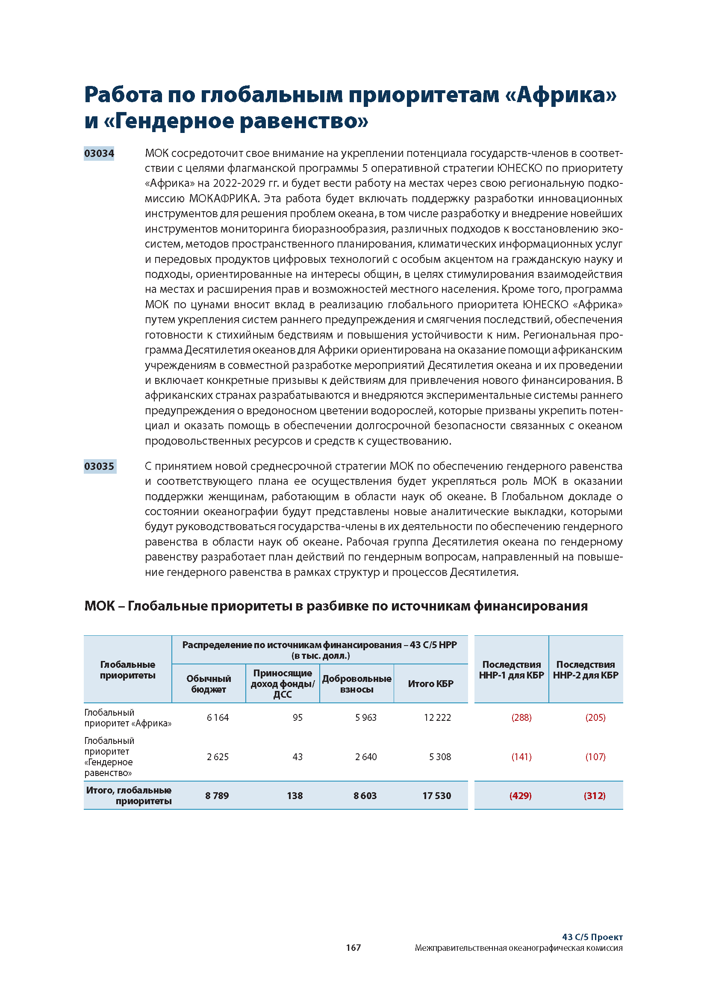 Работа по глобальным приоритетам «Африка»
и «Гендерное равенство»
03034
МОК сосредоточит свое внимание на укреплении потенциала государств-членов в соответ-
ствии с целями флагманской программы 5 оперативной стратегии ЮНЕСКО по приоритету
«Африка» на 2022-2029 гг. и будет вести работу на местах через свою региональную подко-
миссию МОКАФРИКА. Эта работа будет включать поддержку разработки инновационных
инструментов для решения проблем океана, в том числе разработку и внедрение новейших
инструментов мониторинга биоразнообразия, различных подходов к восстановлению эко-
систем, методов пространственного планирования, климатических информационных услуг
и передовых продуктов цифровых технологий с особым акцентом на гражданскую науку и
подходы, ориентированные на интересы общин, в целях стимулирования взаимодействия
на местах и расширения прав и возможностей местного населения. Кроме того, программа
МОК по цунами вносит вклад в реализацию глобального приоритета ЮНЕСКО «Африка»
путем укрепления систем раннего предупреждения и смягчения последствий, обеспечения
готовности к стихийным бедствиям и повышения устойчивости к ним. Региональная про-
грамма Десятилетия океанов для Африки ориентирована на оказание помощи африканским
учреждениям в совместной разработке мероприятий Десятилетия океана и их проведении
и включает конкретные призывы к действиям для привлечения нового финансирования. В
африканских странах разрабатываются и внедряются экспериментальные системы раннего
предупреждения о вредоносном цветении водорослей, которые призваны укрепить потен-
циал и оказать помощь в обеспечении долгосрочной безопасности связанных с океаном
продовольственных ресурсов и средств к существованию.
03035
С принятием новой среднесрочной стратегии МОК по обеспечению гендерного равенства
и соответствующего плана ее осуществления будет укрепляться роль МОК в оказании
поддержки женщинам, работающим в области наук об океане. В Глобальном докладе о
состоянии океанографии будут представлены новые аналитические выкладки, которыми
будут руководствоваться государства-члены в их деятельности по обеспечению гендерного
равенства в области наук об океане. Рабочая группа Десятилетия океана по гендерному
равенству разработает план действий по гендерным вопросам, направленный на повыше-
ние гендерного равенства в рамках структур и процессов Десятилетия.
МОК – Глобальные приоритеты в разбивке по источникам финансирования
Глобальные
приоритеты
Распределение по источникам финансирования – 43 C/5 НРР
(в тыс. долл.)
Обычный
бюджет
Приносящие
доход фонды/
ДСС
Добровольные
взносы
Итого КБР
Последствия
ННР-1 для КБР
Последствия
ННР-2 для КБР
Глобальный
приоритет «Африка»
6 164 95 5 963 12 222 (288) (205)
Глобальный
приоритет
«Гендерное
равенство»
2 625 43 2 640 5 308 (141) (107)
Итого, глобальные
приоритеты
8 789 138 8 603 17 530 (429) (312)
43 C/5 Проект
167 Межправительственная океанографическая комиссия